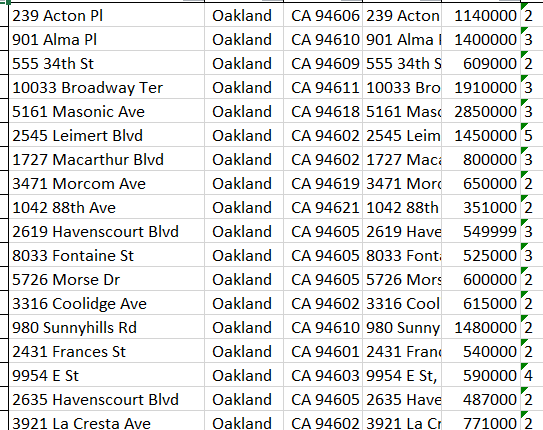 239 Acton Pl Oakland CA 94606 239 Acton 1140000 2
901 Alma Pl Oakland CA 94610 901 Alma 1400000 3
555 34th St Oakland CA 94609 555 34th S 609000 2
10033 Broadway Ter Oakland CA 94611 10033 Bro 1910000 3
5161 Masonic Ave Oakland CA 94618 5161 Maso 2850000 3
2545 Leimert Blvd Oakland CA 94602 2545 Leim 1450000 5
1727 Macarthur Blvd Oakland CA 94602 1727 Maca 800000 3
3471 Morcom Ave Oakland CA 94619 3471 Morc 650000 2
1042 88th Ave Oakland CA 94621 1042 88th 351000 2
2619 Havenscourt Blvd Oakland CA 94605 2619 Have 549999 3
8033 Fontaine St Oakland CA 94605 8033 Font 525000 3
5726 Morse Dr Oakland CA 94605 5726 Mors 600000 2
3316 Coolidge Ave Oakland CA 94602 3316 Cool 615000 2
980 Sunnyhills Rd Oakland CA 94610 980 Sunny 1480000 2
2431 Frances St Oakland CA 94601 2431 Fran 540000 2
9954 E St Oakland CA 94603 9954 E St, 590000 4
2635 Havenscourt Blvd Oakland CA 94605 2635 Have 487000 2
3921 La Cresta Ave Oakland CA 94602 3921 La Cr 771000 2